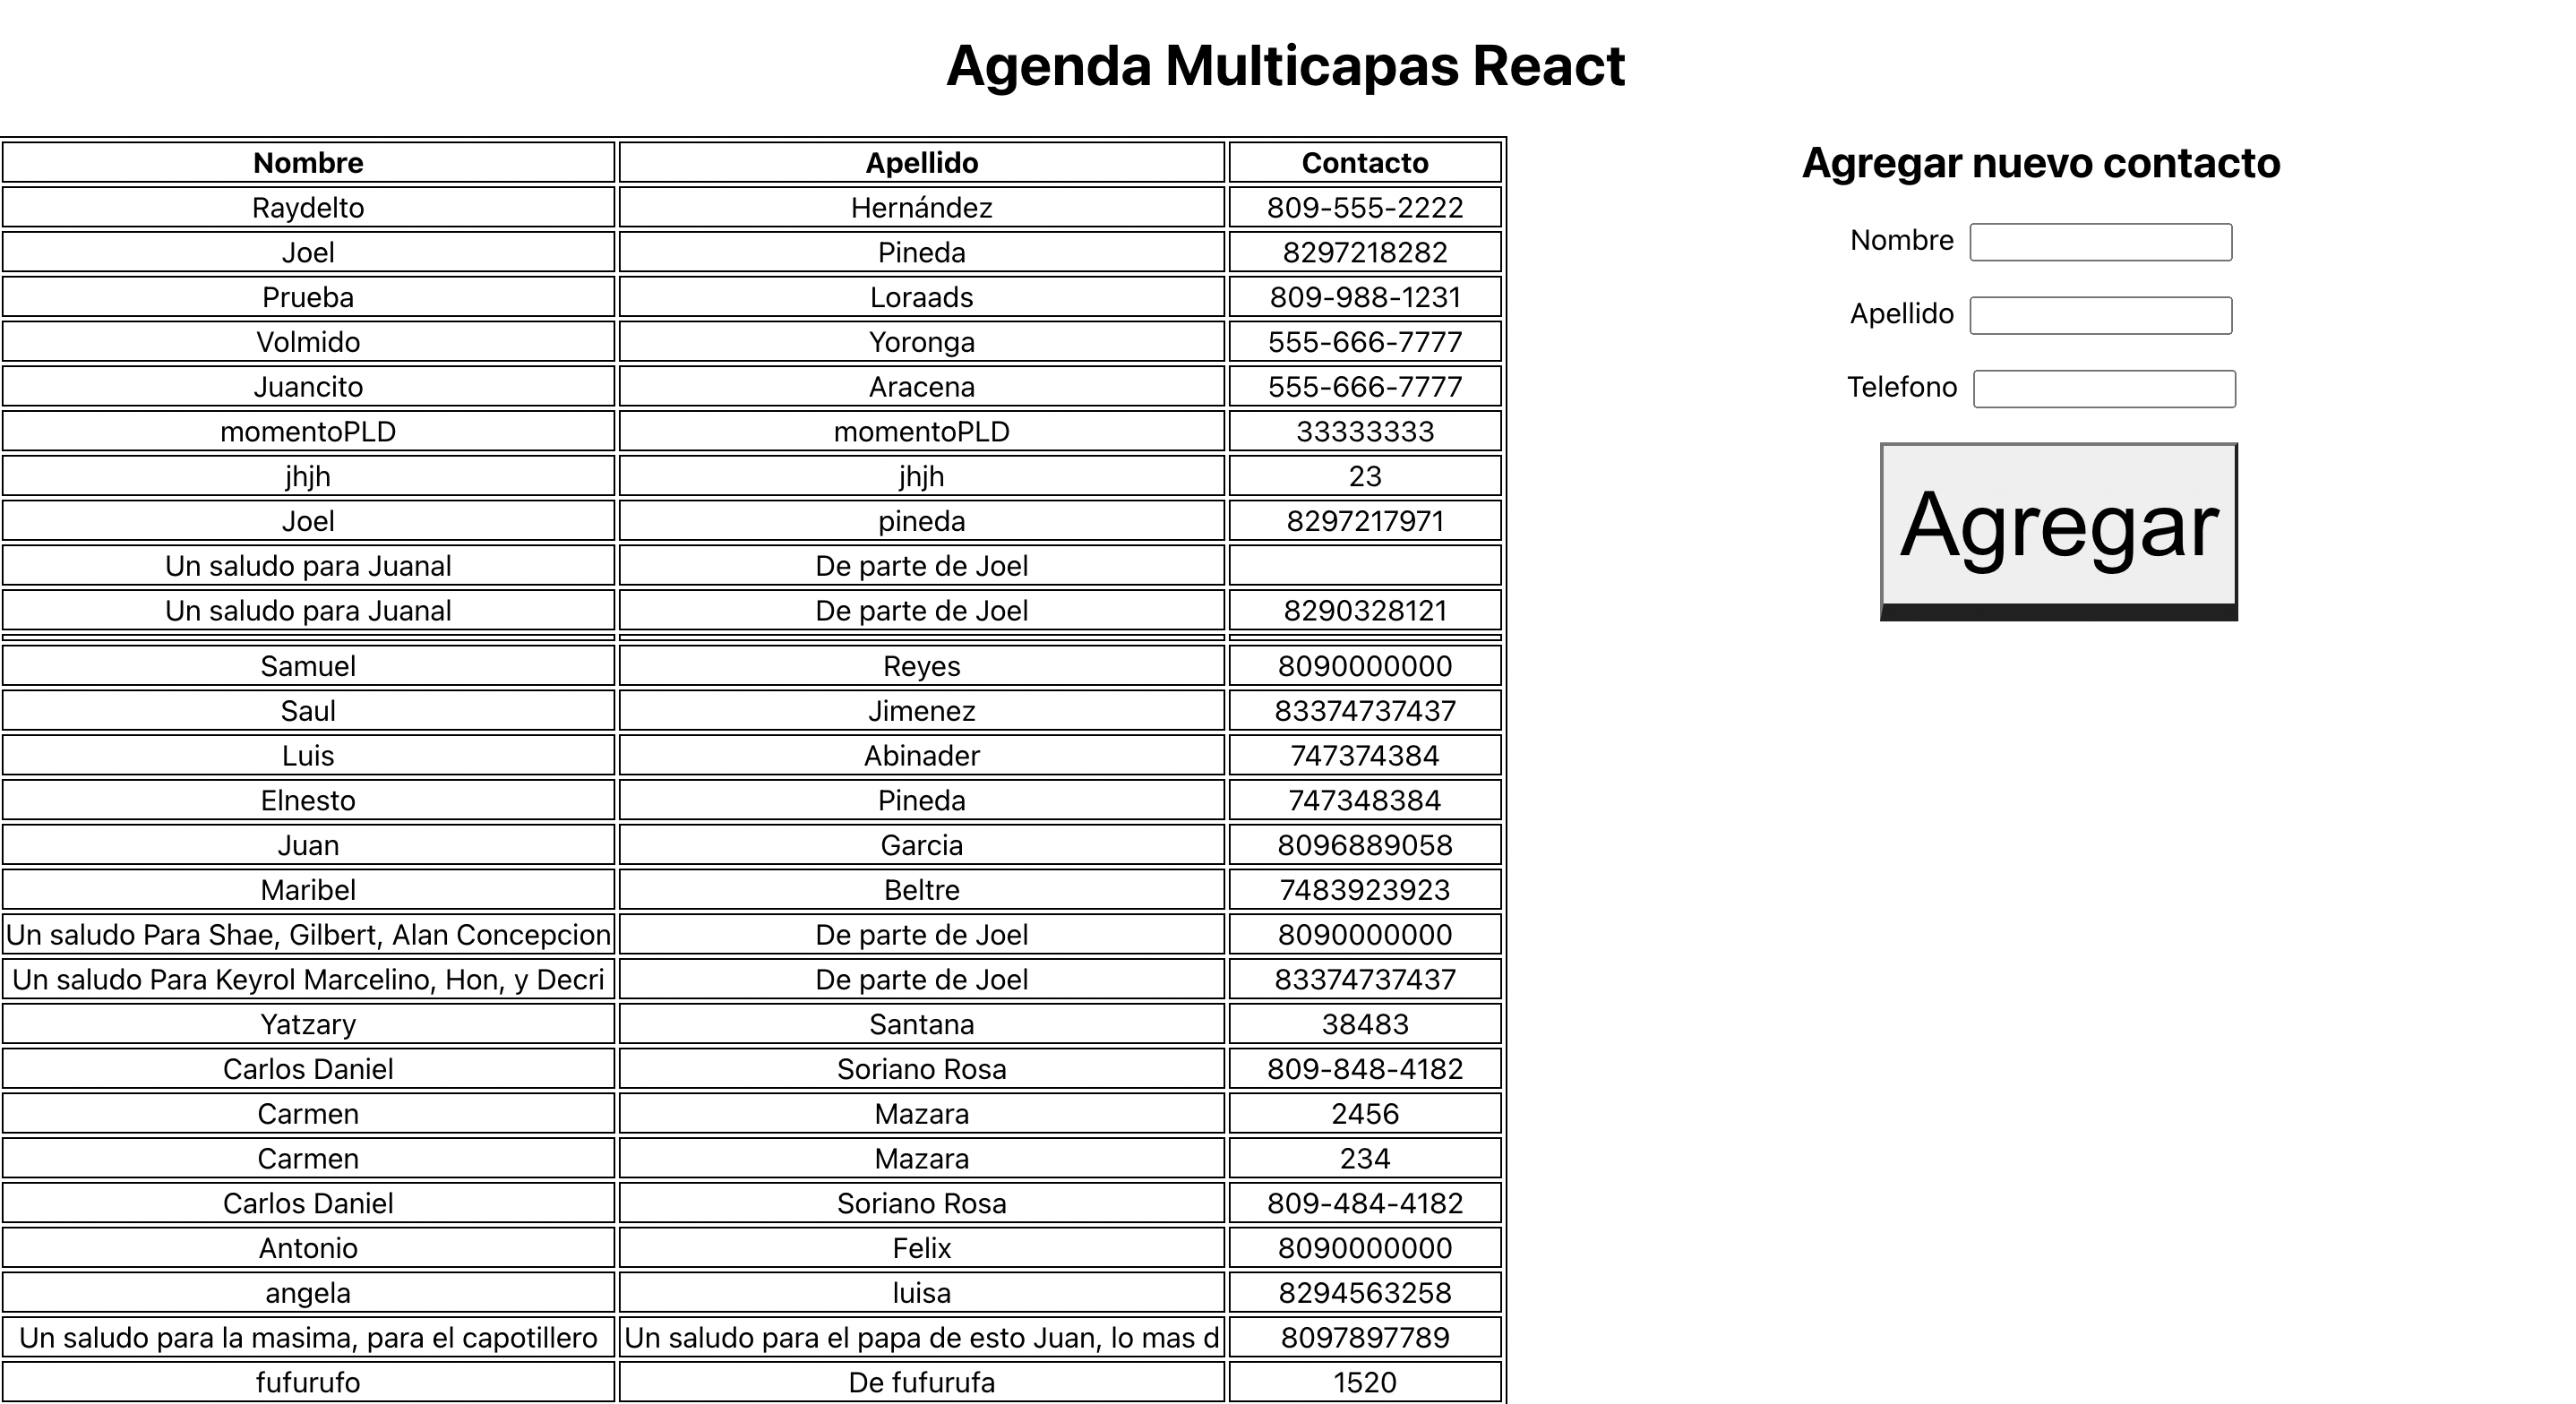 Agenda Multicapas React
Nombre Apellido Contacto
Raydelto Hernández 809-555-2222
Joel Pineda 8297218282
Prueba Loraads 809-988-1231
Volmido Yoronga 555-666-7777
Juancito Aracena 555-666-7777
momentoPLD momentoPLD 33333333
jhjh jhjh 23
Joel pineda 8297217971
Un saludo para Juanal De parte de Joel
Un saludo para Juanal De parte de Joel 8290328121
Samuel Reyes 8090000000
Saul Jimenez 83374737437
Luis Abinader 747374384
Elnesto Pineda 747348384
Juan Garcia 8096889058
Maribel Beltre 7483923923
Un saludo Para Shae, Gilbert, Alan Concepcion De parte de Joel 8090000000
Un saludo Para Keyrol Marcelino, Hon, y Decri De parte de Joel 83374737437
Yatzary Santana 38483
Carlos Daniel Soriano Rosa 809-848-4182
Carmen Mazara 2456
Carmen Mazara 234
Carlos Daniel Soriano Rosa 809-484-4182
Antonio Felix 8090000000
angela luisa 8294563258
Un saludo para la masima, para el capotillero Un saludo para el papa de esto Juan, lo mas d 8097897789
fufurufo De fufurufa 1520
Agregar nuevo contacto
Nombre
Apellido
Telefono
Agregar